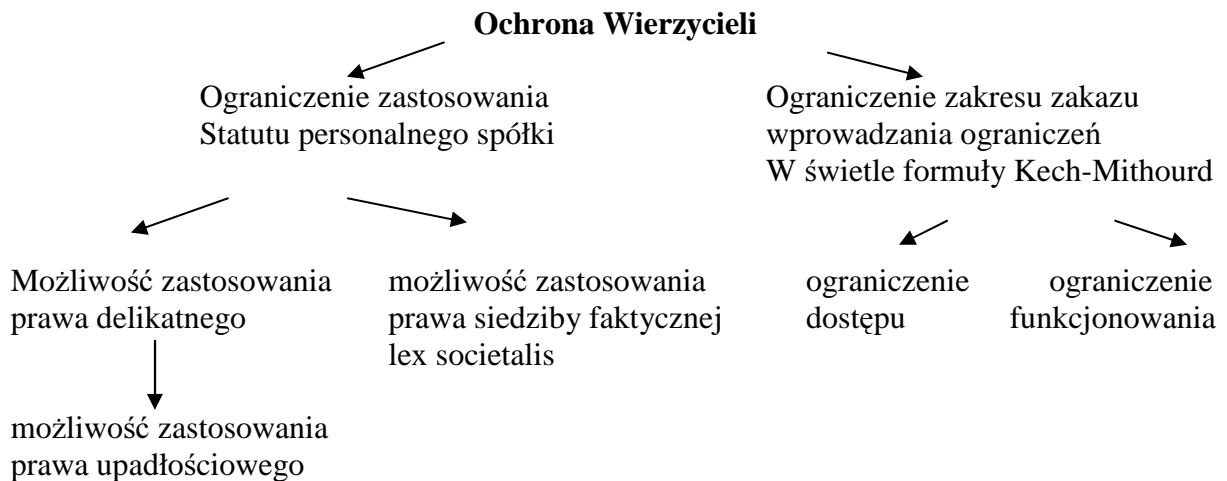 Ochrona Wierzycieli
Ograniczenie zastosowania
Statutu personalnego spółki
Ograniczenie zakresu zakazu
wprowadzania ograniczeń
W świetle formuły Kech-Mithourd
Możliwość zastosowania
prawa delikatnego
możliwość zastosowania
prawa siedziby faktycznej
lex societalis
ograniczenie
dostępu
ograniczenie
funkcjonowania
możliwość zastosowania
prawa upadłościowego